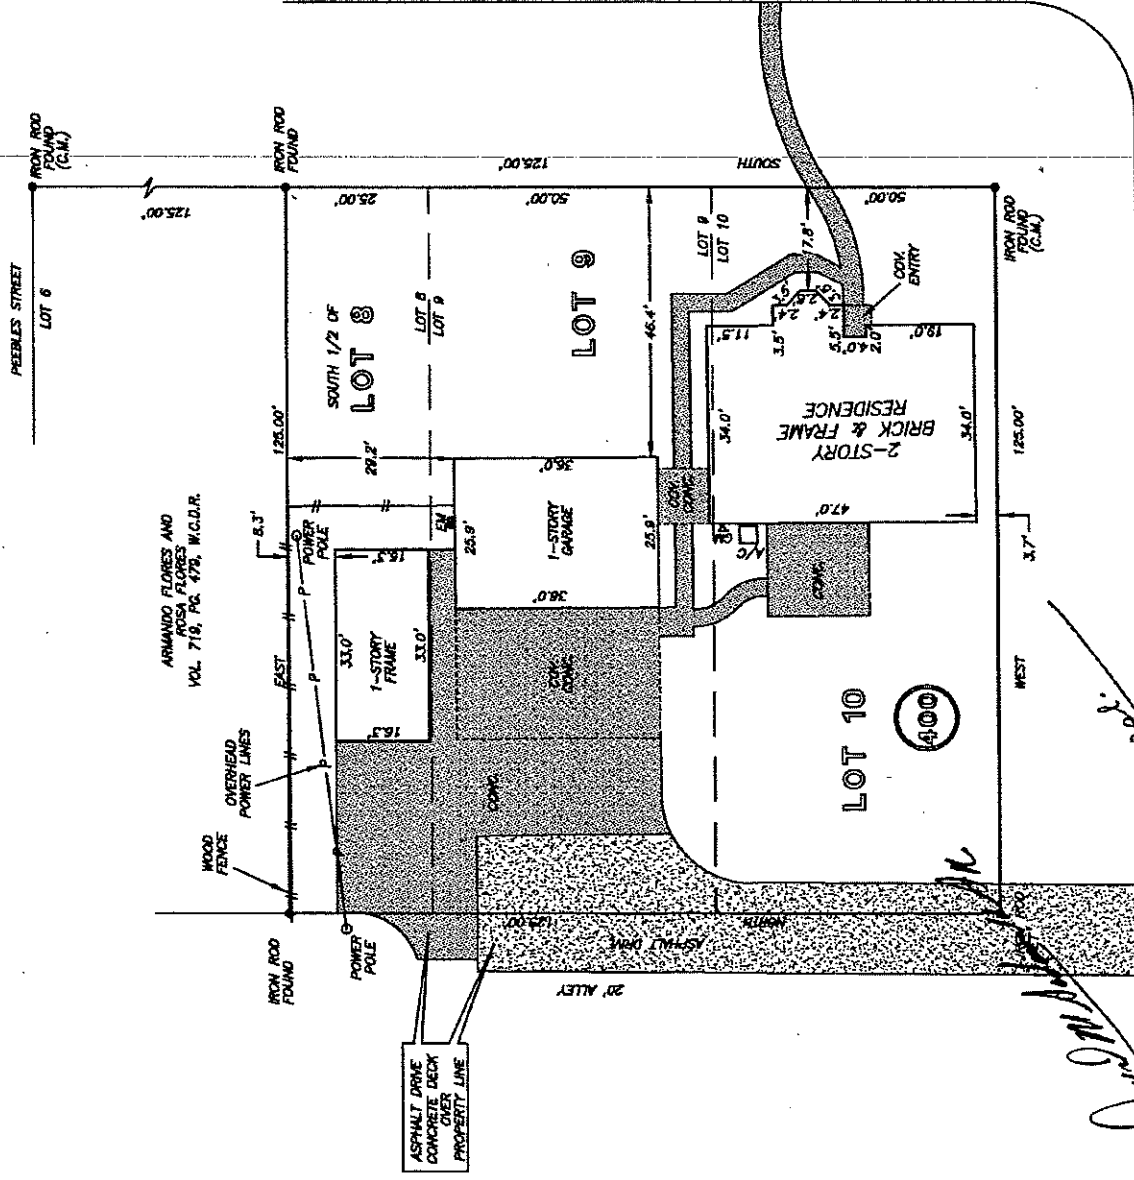 PEEBLES STREET
LOT 6
IRON ROD
FOUND
(C.M.)
125.00'
IRON ROD
FOUND
ARMANDO FLORES AND
ROSA FLORES
VOL. 719, PG. 479, W.C.D.R.
8.3'
EAST
125.00'
OVERHEAD
POWER LINES
WOOD
FENCE
IRON ROD
FOUND
POWER
POLE
POWER
POLE
P
P
P
SOUTH 1/2 OF
LOT 8
25.00'
125.00'
SOUTH
29.2'
LOT 8
LOT 9
EM
16.3'
33.0'
1-STORY
FRAME
33.0'
16.3'
LOT 9
50.00'
46.4'
36.0'
25.9'
1-STORY
GARAGE
25.9'
36.0'
COV.
CONC.
CONC.
COV.
CONC.
LOT 9
LOT 10
17.8'
50.00'
COV.
ENTRY
11.5'
3.5'
2.4'
2.4'
5.5'
4.0'
2.0'
19.0'
34.0'
2-STORY
BRICK & FRAME
RESIDENCE
34.0'
47.0'
A/C
CONC.
LOT 10
400
IRON ROD
FOUND
(C.M.)
125.00'
3.7'
WEST
125.00'
NORTH
ASPHALT DRIVE
20' ALLEY
ASPHALT DRIVE
CONCRETE DECK
OVER
PROPERTY LINE